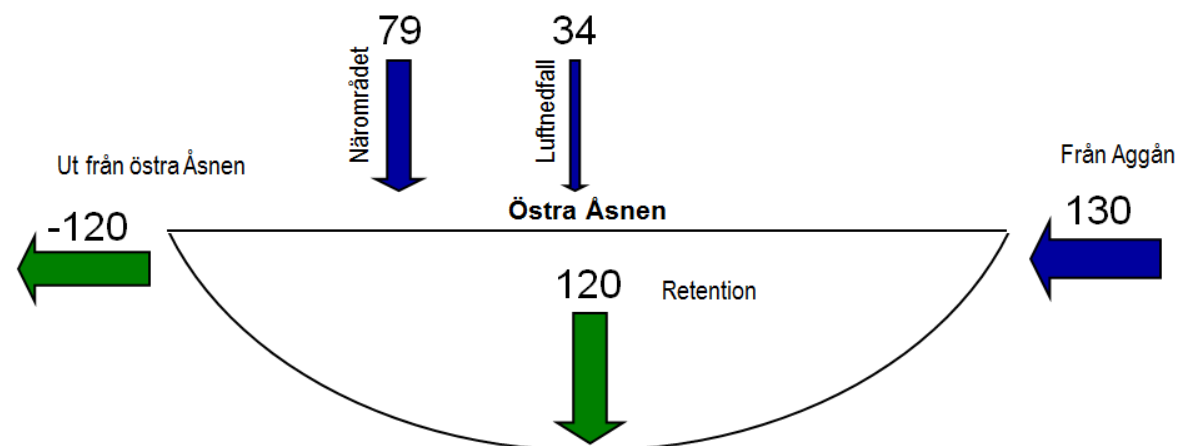 79
34
Närområdet
Luftnedfall
Ut från östra Åsnen
Från Aggån
-120
Östra Åsnen
130
120
Retention